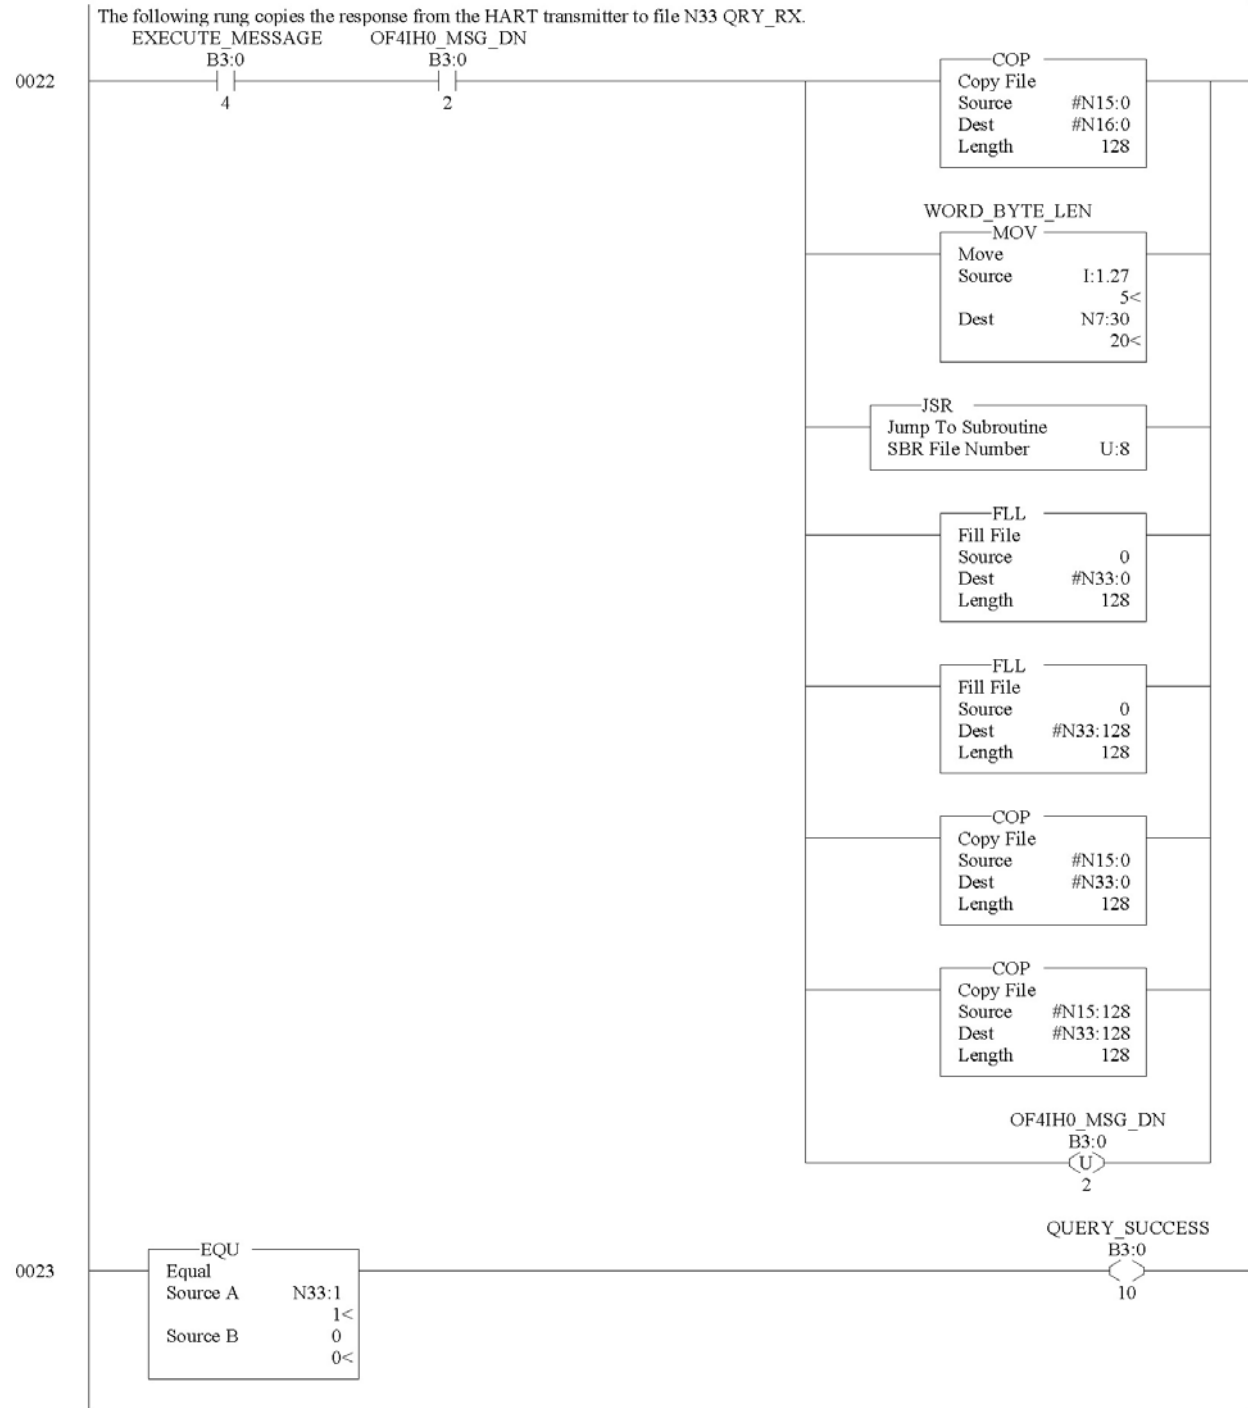 The following rung copies the response from the HART transmitter to file N33 QRY_RX.
EXECUTE_MESSAGE OF4IH0_MSG_DN
B3:0 B3:0
0022
4 2
COP
Copy File
Source #N15:0
Dest #N16:0
Length 128
WORD_BYTE_LEN
MOV
Move
Source I:1.27
5<
Dest N7:30
20<
JSR
Jump To Subroutine
SBR File Number U:8
FLL
Fill File
Source 0
Dest #N33:0
Length 128
FLL
Fill File
Source 0
Dest #N33:128
Length 128
COP
Copy File
Source #N15:0
Dest #N33:0
Length 128
COP
Copy File
Source #N15:128
Dest #N33:128
Length 128
OF4IH0_MSG_DN
B3:0
U
2
0023
EQU
Equal
Source A N33:1
1<
Source B 0
0<
QUERY_SUCCESS
B3:0
10